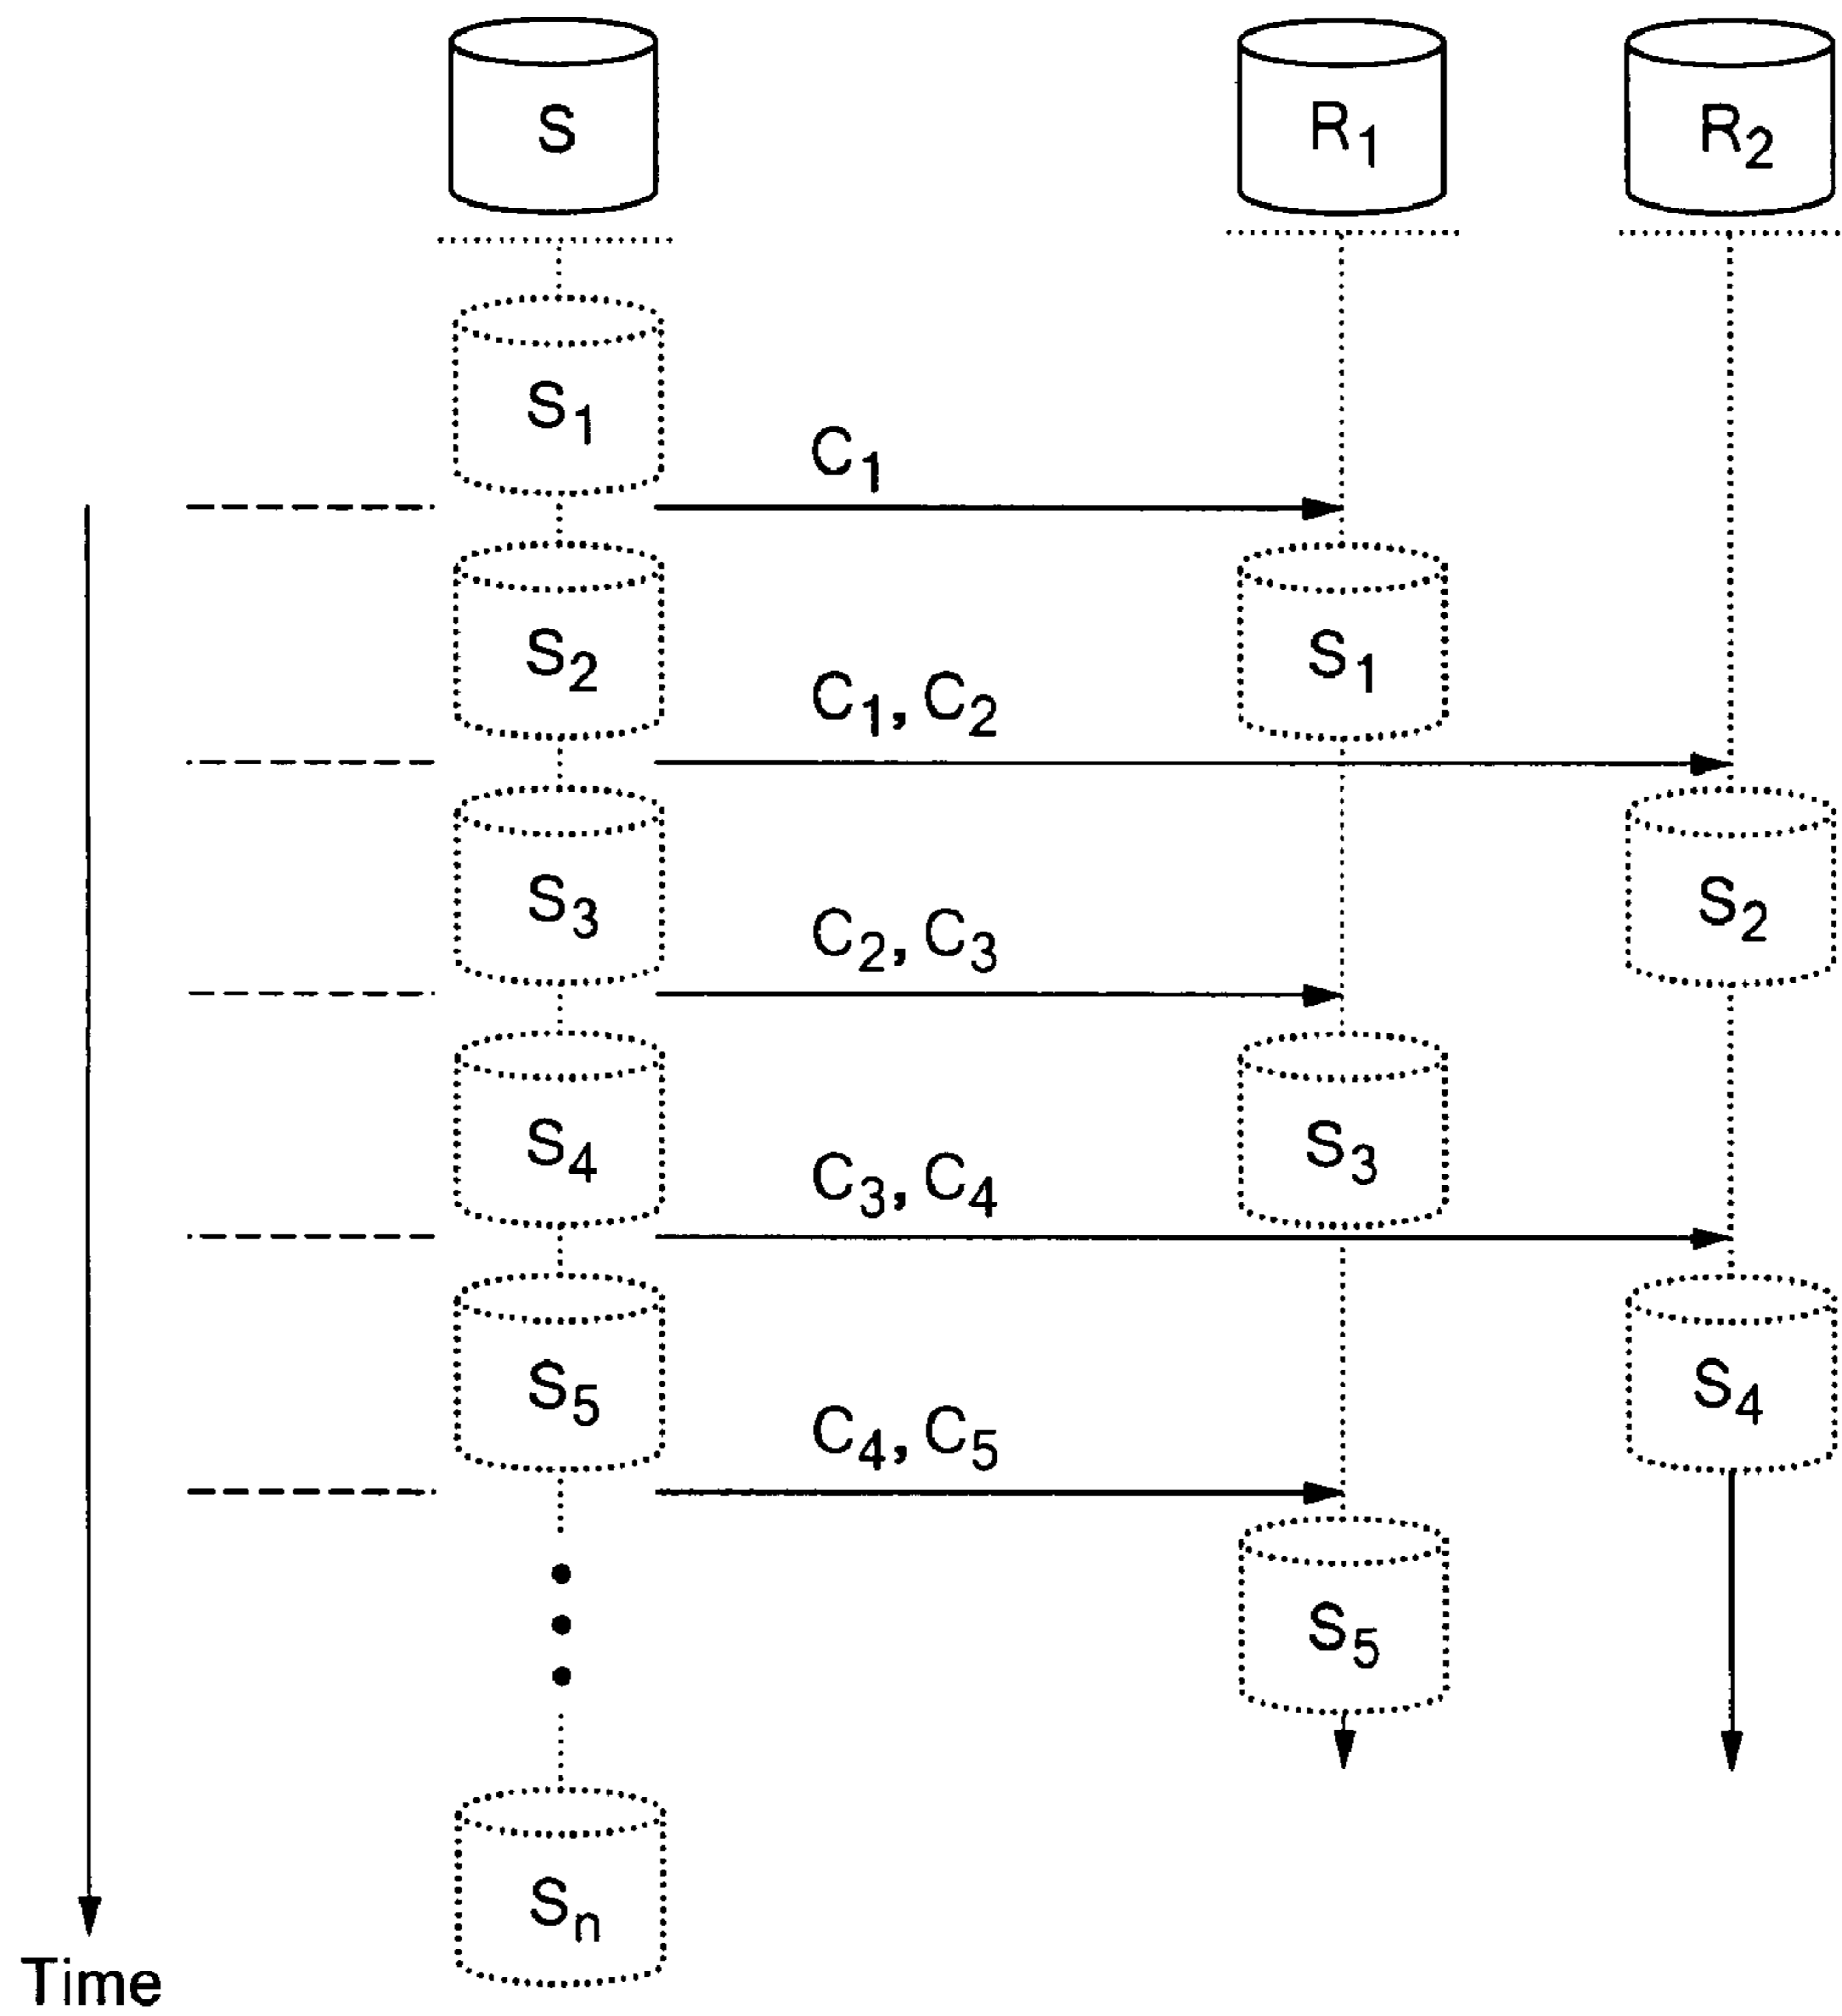 S
R₁
R₂
S₁
C₁
S₂
S₁
C₁, C₂
S₃
S₂
C₂, C₃
S₄
S₃
C₃, C₄
S₅
S₄
C₄, C₅
S₅
Sₙ
Time